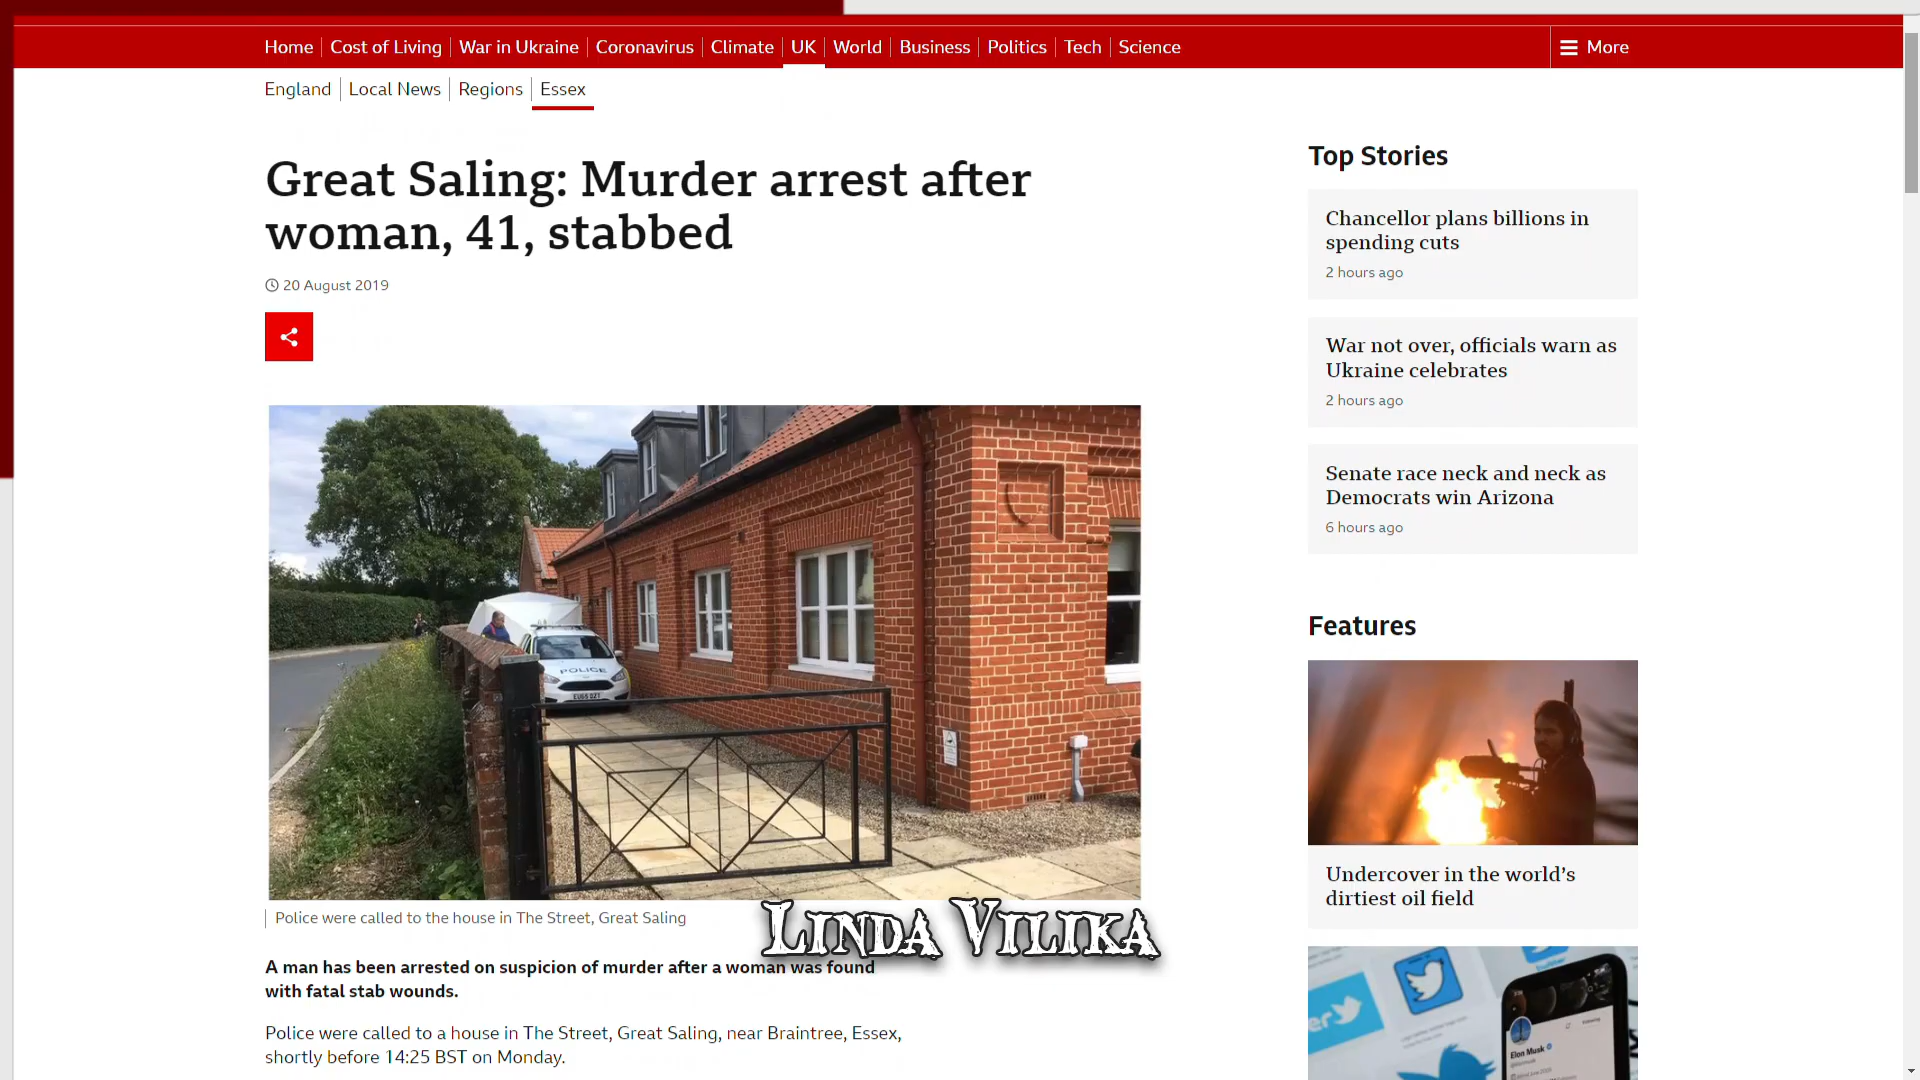 Home
Cost of Living
War in Ukraine
Coronavirus
Climate
UK
World
Business
Politics
Tech
Science
More
England
Local News
Regions
Essex
Great Saling: Murder arrest after
woman, 41, stabbed
20 August 2019
POLICE
Police were called to the house in The Street, Great Saling
LINDA VILIKA
A man has been arrested on suspicion of murder after a woman was found
with fatal stab wounds.
Police were called to a house in The Street, Great Saling, near Braintree, Essex,
shortly before 14:25 BST on Monday.
Top Stories
Chancellor plans billions in
spending cuts
2 hours ago
War not over, officials warn as
Ukraine celebrates
2 hours ago
Senate race neck and neck as
Democrats win Arizona
6 hours ago
Features
Undercover in the world's
dirtiest oil field
Elon Musk